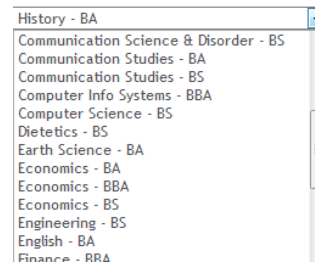 History - BA
Communication Science & Disorder - BS
Communication Studies - BA
Communication Studies - BS
Computer Info Systems - BBA
Computer Science - BS
Dietetics - BS
Earth Science - BA
Economics - BA
Economics - BBA
Economics - BS
Engineering - BS
English - BA
Finance - BBA